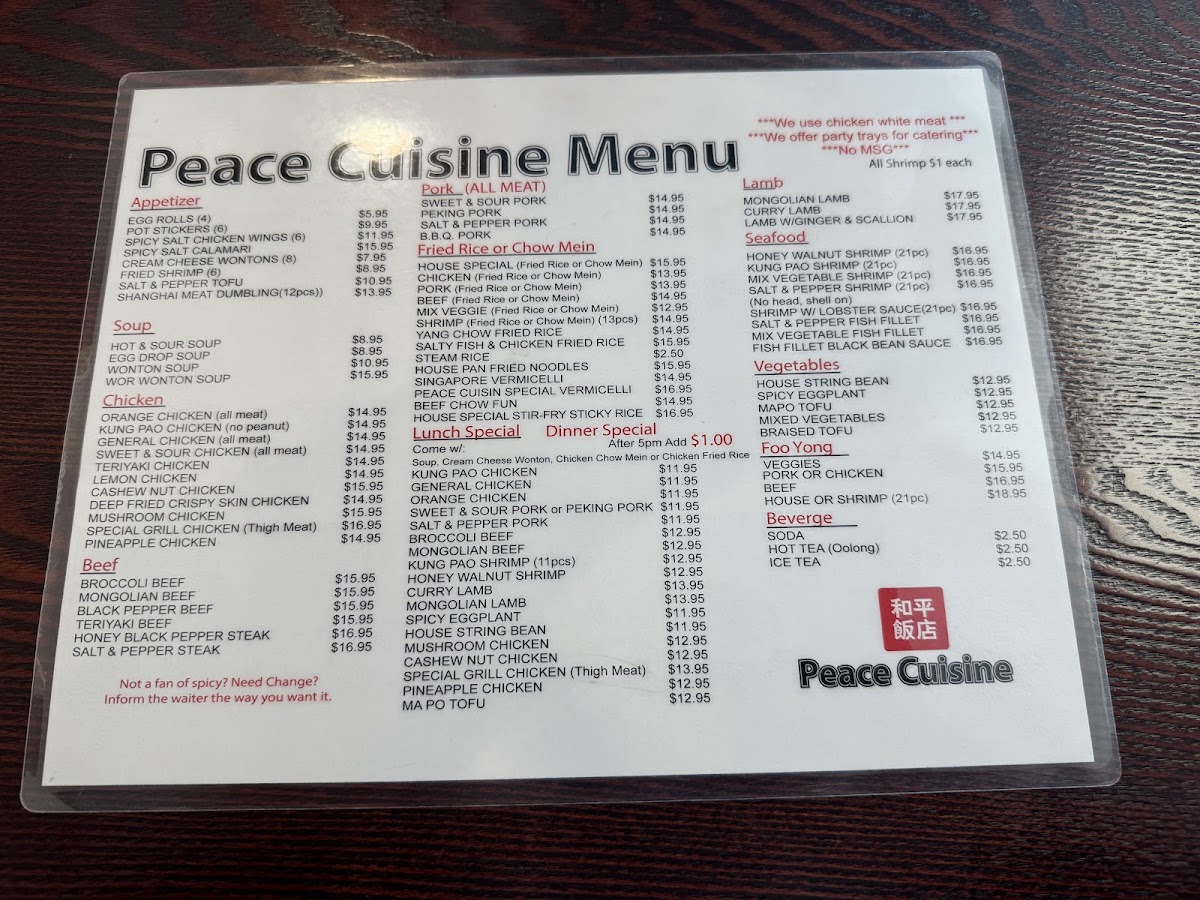 Peace Cuisine Menu
***We use chicken white meat ***
***We offer party trays for catering***
***No MSG***
All Shrimp $1 each
Appetizer
EGG ROLLS (4) $5.95
POT STICKERS (6) $9.95
SPICY SALT CHICKEN WINGS (6) $11.95
SPICY SALT CALAMARI $15.95
CREAM CHEESE WONTONS (8) $7.95
FRIED SHRIMP (6) $8.95
SALT & PEPPER TOFU $10.95
SHANGHAI MEAT DUMBLING(12pcs)) $13.95
Soup
HOT & SOUR SOUP $8.95
EGG DROP SOUP $8.95
WONTON SOUP $10.95
WOR WONTON SOUP $15.95
Chicken
ORANGE CHICKEN (all meat) $14.95
KUNG PAO CHICKEN (no peanut) $14.95
GENERAL CHICKEN (all meat) $14.95
SWEET & SOUR CHICKEN (all meat) $14.95
TERIYAKI CHICKEN $14.95
LEMON CHICKEN $14.95
CASHEW NUT CHICKEN $15.95
DEEP FRIED CRISPY SKIN CHICKEN $14.95
MUSHROOM CHICKEN $15.95
SPECIAL GRILL CHICKEN (Thigh Meat) $16.95
PINEAPPLE CHICKEN $14.95
Beef
BROCCOLI BEEF $15.95
MONGOLIAN BEEF $15.95
BLACK PEPPER BEEF $15.95
TERIYAKI BEEF $15.95
HONEY BLACK PEPPER STEAK $16.95
SALT & PEPPER STEAK $16.95
Not a fan of spicy? Need Change?
Inform the waiter the way you want it.
Pork (ALL MEAT)
SWEET & SOUR PORK $14.95
PEKING PORK $14.95
SALT & PEPPER PORK $14.95
B.B.Q. PORK $14.95
Fried Rice or Chow Mein
HOUSE SPECIAL (Fried Rice or Chow Mein) $15.95
CHICKEN (Fried Rice or Chow Mein) $13.95
PORK (Fried Rice or Chow Mein) $13.95
BEEF (Fried Rice or Chow Mein) $14.95
MIX VEGGIE (Fried Rice or Chow Mein) $12.95
SHRIMP (Fried Rice or Chow Mein) (13pcs) $14.95
YANG CHOW FRIED RICE $14.95
SALTY FISH & CHICKEN FRIED RICE $15.95
STEAM RICE $2.50
HOUSE PAN FRIED NOODLES $15.95
SINGAPORE VERMICELLI $14.95
PEACE CUISIN SPECIAL VERMICELLI $16.95
BEEF CHOW FUN $14.95
HOUSE SPECIAL STIR-FRY STICKY RICE $16.95
Lunch Special Dinner Special
Come w/: After 5pm Add $1.00
Soup, Cream Cheese Wonton, Chicken Chow Mein or Chicken Fried Rice
KUNG PAO CHICKEN $11.95
GENERAL CHICKEN $11.95
ORANGE CHICKEN $11.95
SWEET & SOUR PORK or PEKING PORK $11.95
SALT & PEPPER PORK $11.95
BROCCOLI BEEF $12.95
MONGOLIAN BEEF $12.95
KUNG PAO SHRIMP (11pcs) $12.95
HONEY WALNUT SHRIMP $12.95
CURRY LAMB $13.95
MONGOLIAN LAMB $13.95
SPICY EGGPLANT $11.95
HOUSE STRING BEAN $11.95
MUSHROOM CHICKEN $12.95
CASHEW NUT CHICKEN $12.95
SPECIAL GRILL CHICKEN (Thigh Meat) $13.95
PINEAPPLE CHICKEN $12.95
MA PO TOFU $12.95
Lamb
MONGOLIAN LAMB $17.95
CURRY LAMB $17.95
LAMB W/GINGER & SCALLION $17.95
Seafood
HONEY WALNUT SHRIMP (21pc) $16.95
KUNG PAO SHRIMP (21pc) $16.95
MIX VEGETABLE SHRIMP (21pc) $16.95
SALT & PEPPER SHRIMP (21pc) $16.95
(No head, shell on)
SHRIMP W/ LOBSTER SAUCE(21pc) $16.95
SALT & PEPPER FISH FILLET $16.95
MIX VEGETABLE FISH FILLET $16.95
FISH FILLET BLACK BEAN SAUCE $16.95
Vegetables
HOUSE STRING BEAN $12.95
SPICY EGGPLANT $12.95
MAPO TOFU $12.95
MIXED VEGETABLES $12.95
BRAISED TOFU $12.95
Foo Yong
VEGGIES $14.95
PORK OR CHICKEN $15.95
BEEF $16.95
HOUSE OR SHRIMP (21pc) $18.95
Beverge
SODA $2.50
HOT TEA (Oolong) $2.50
ICE TEA $2.50
和平
飯店
Peace Cuisine